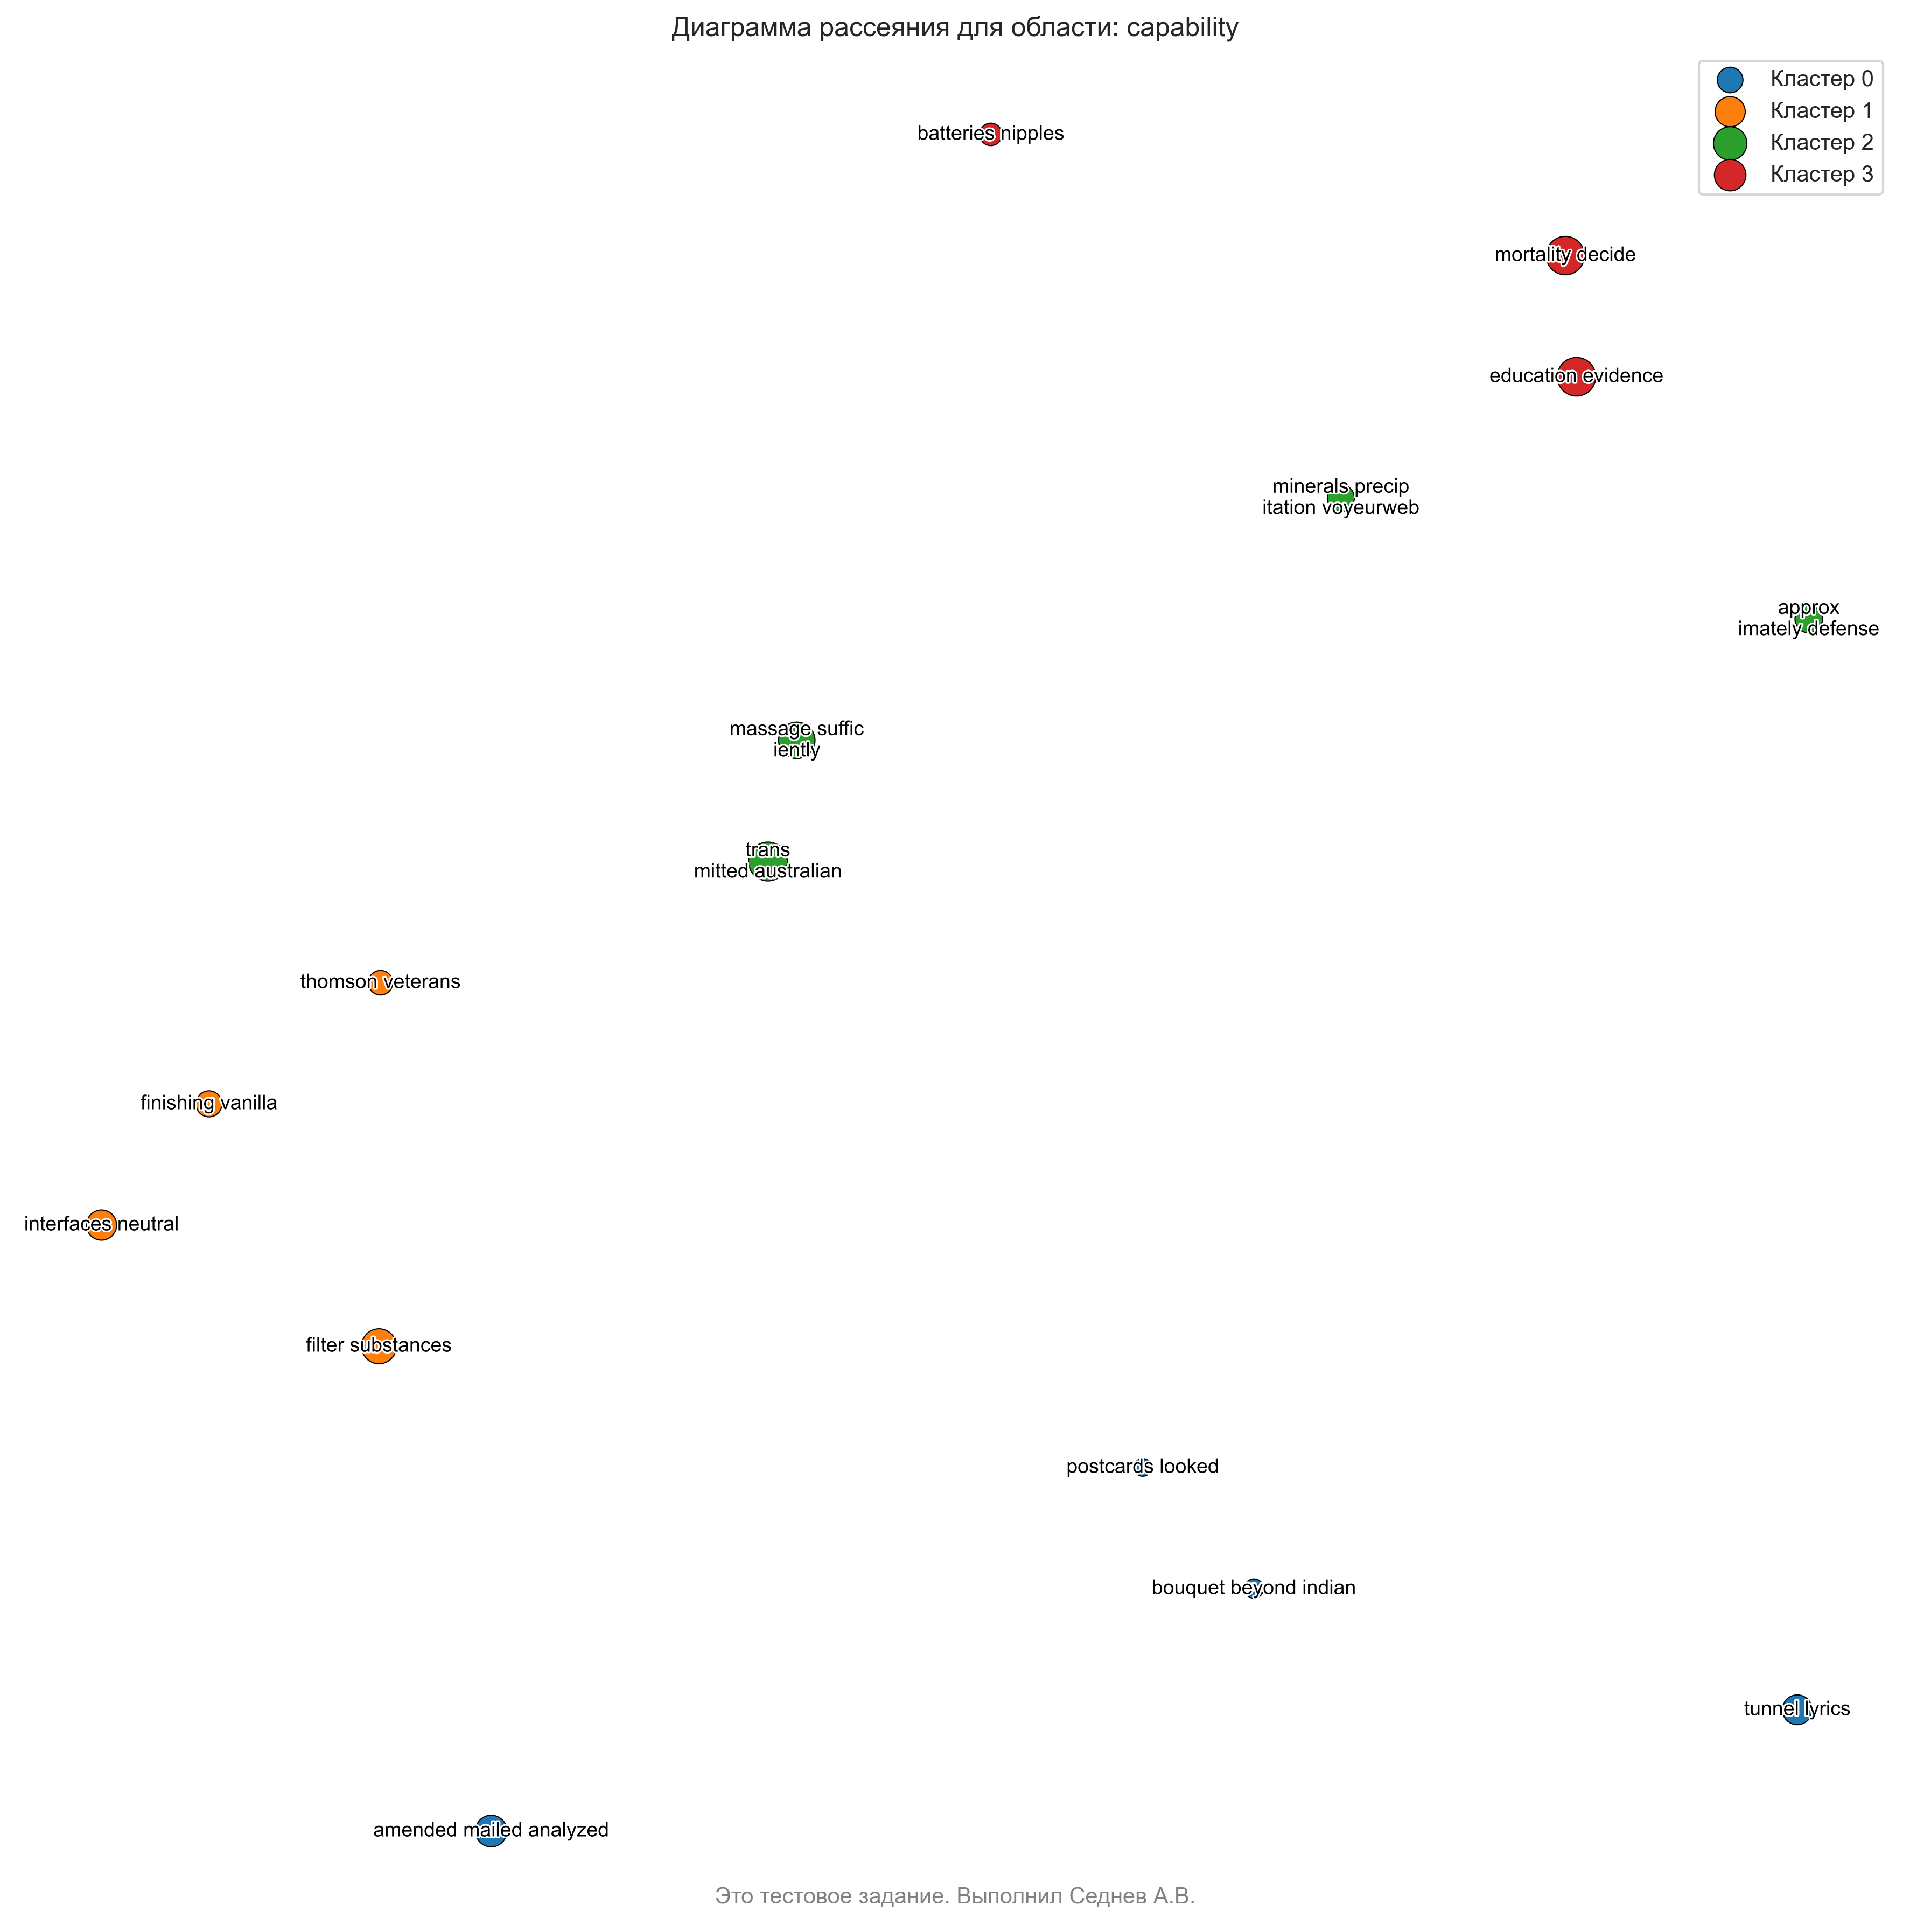 Диаграмма рассеяния для области: capability
Кластер 0
Кластер 1
Кластер 2
Кластер 3
batteries nipples
mortality decide
education evidence
minerals precip
itation voyeurweb
approx
imately defense
massage suffic
iently
trans
mitted australian
thomson veterans
finishing vanilla
interfaces neutral
filter substances
postcards looked
bouquet beyond indian
tunnel lyrics
amended mailed analyzed
Это тестовое задание. Выполнил Седнев А.В.